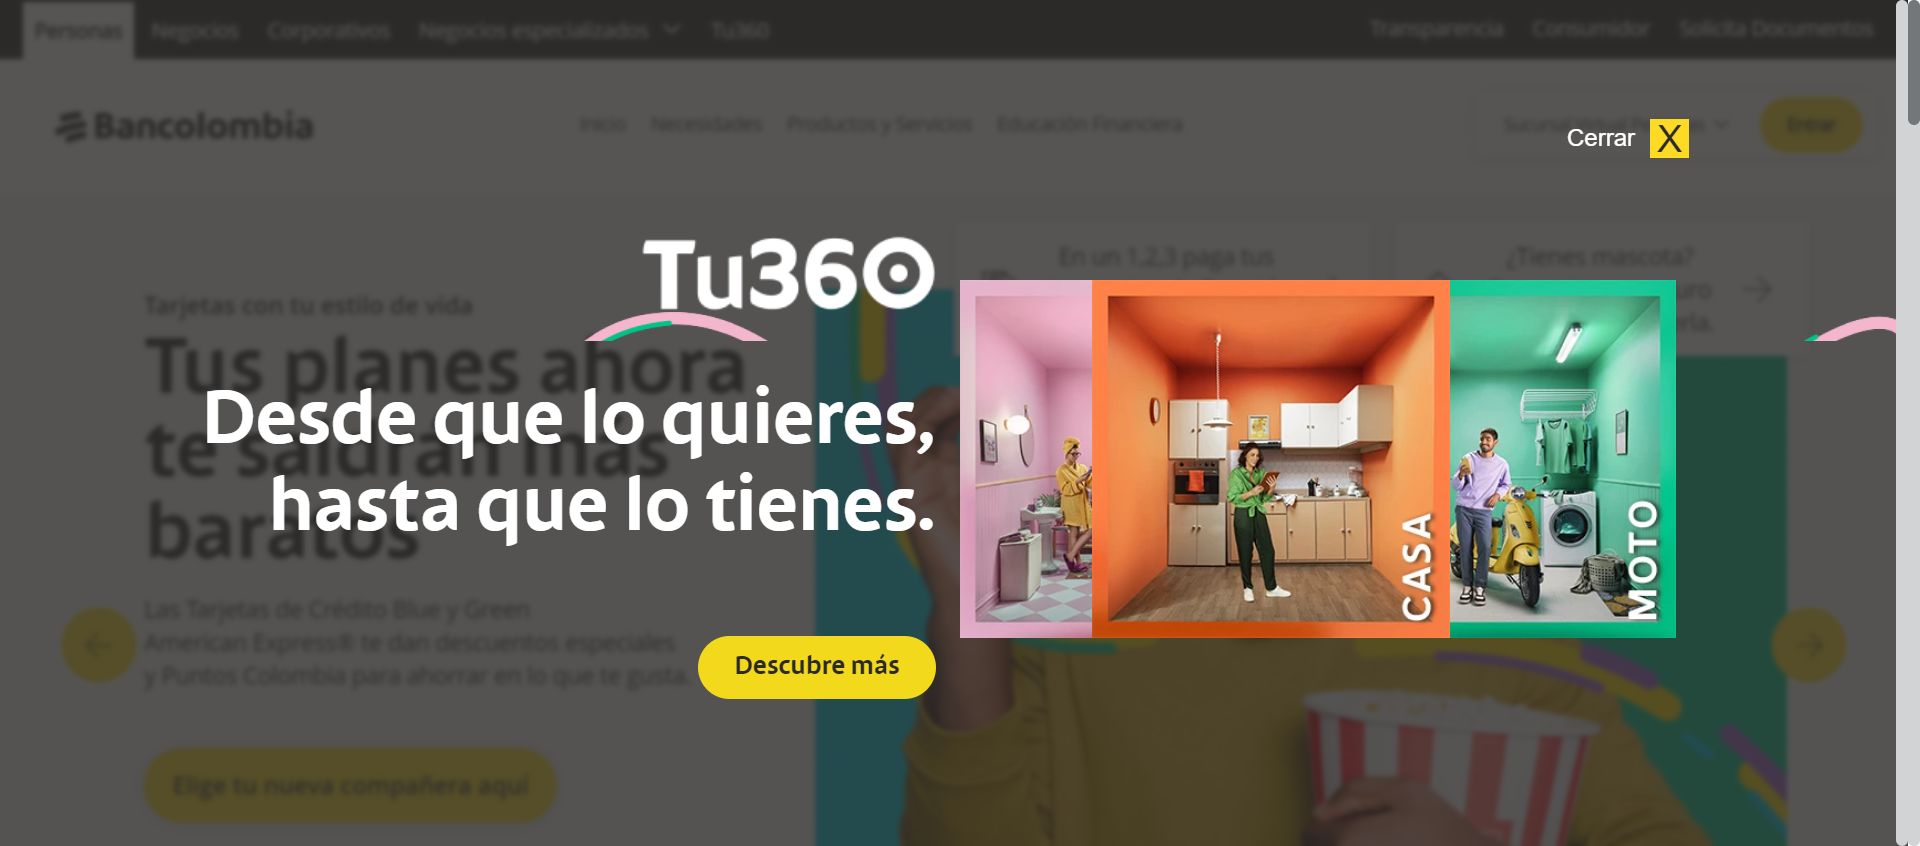 Personas Negocios Corporativos Negocios especializados Tu360 Transparencia Consumidor Solicita Documentos
Bancolombia Inicio Necesidades Productos y Servicios Educación Financiera Sucursal Virtual Entrar
Cerrar X
Tu360
En un 1,2,3 paga tus
¿Tienes mascota?
Tarjetas con tu estilo de vida
Tus planes ahora
te saldrán más
baratos
Desde que lo quieres,
hasta que lo tienes.
CASA
MOTO
Las Tarjetas de Crédito Blue y Green
American Express® te dan descuentos especiales
y Puntos Colombia para ahorrar en lo que te gusta.
Descubre más
Elige tu nueva compañera aquí